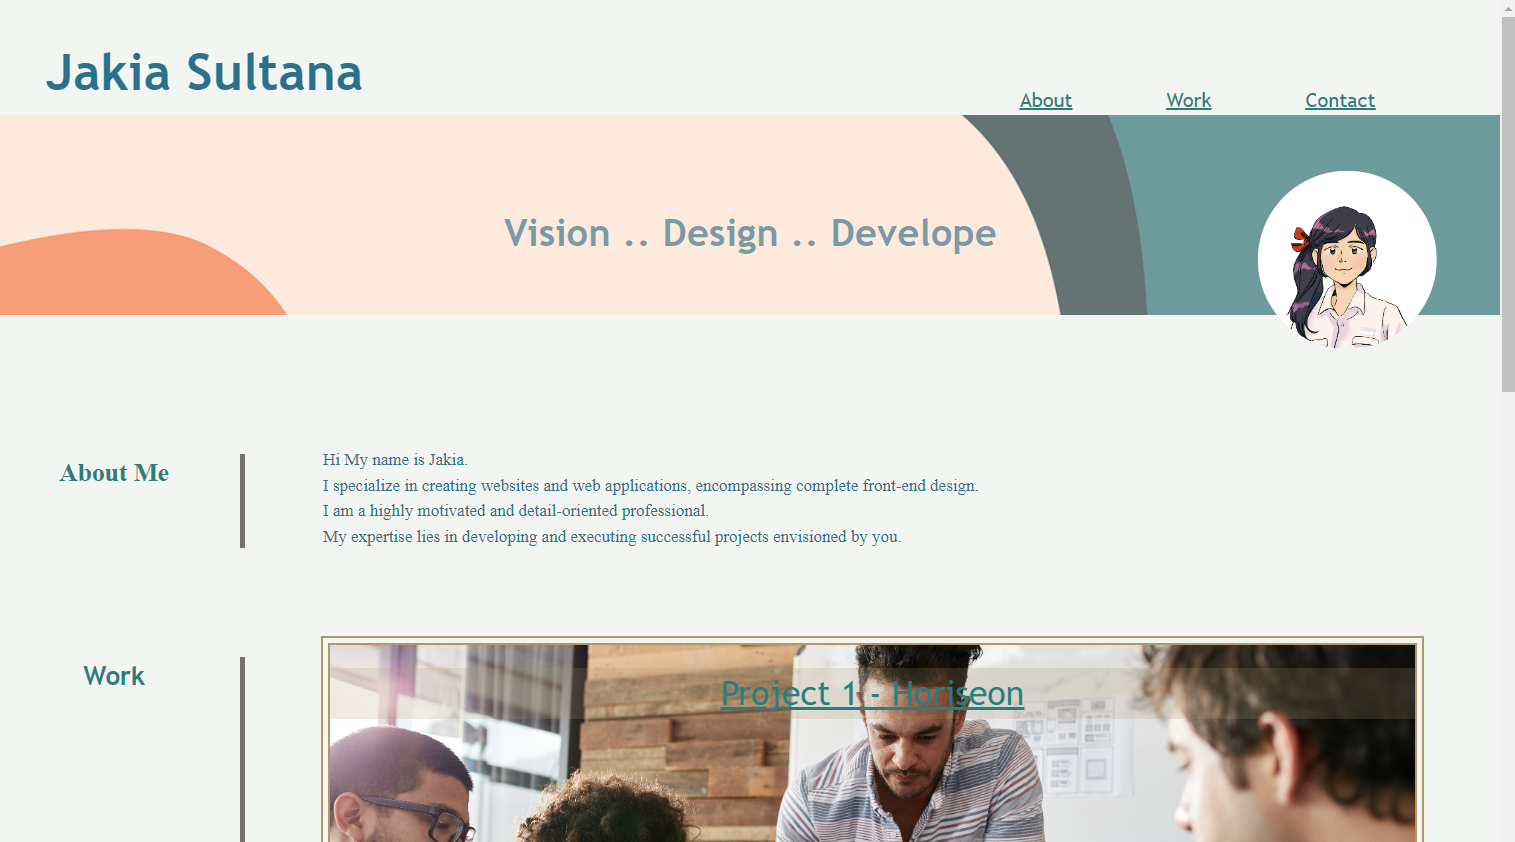 Jakia Sultana
About Work Contact
Vision .. Design .. Develope
About Me
Hi My name is Jakia.
I specialize in creating websites and web applications, encompassing complete front-end design.
I am a highly motivated and detail-oriented professional.
My expertise lies in developing and executing successful projects envisioned by you.
Work
Project 1 - Horiseon